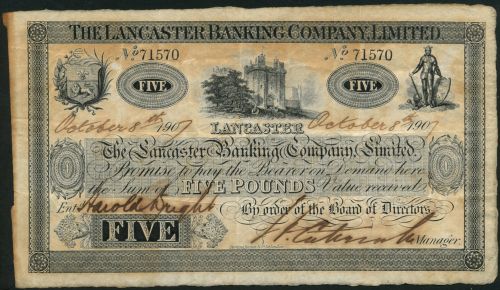 THE LANCASTER BANKING COMPANY, LIMITED.
No 71570 No 71570
FIVE FIVE
October 8th 1907 LANCASTER October 8th 1907
The Lancaster Banking Company, Limited.
Promise to pay the Bearer on Demand here
the Sum of FIVE POUNDS Value received.
Entd Harold Wright By order of the Board of Directors.
FIVE Manager.